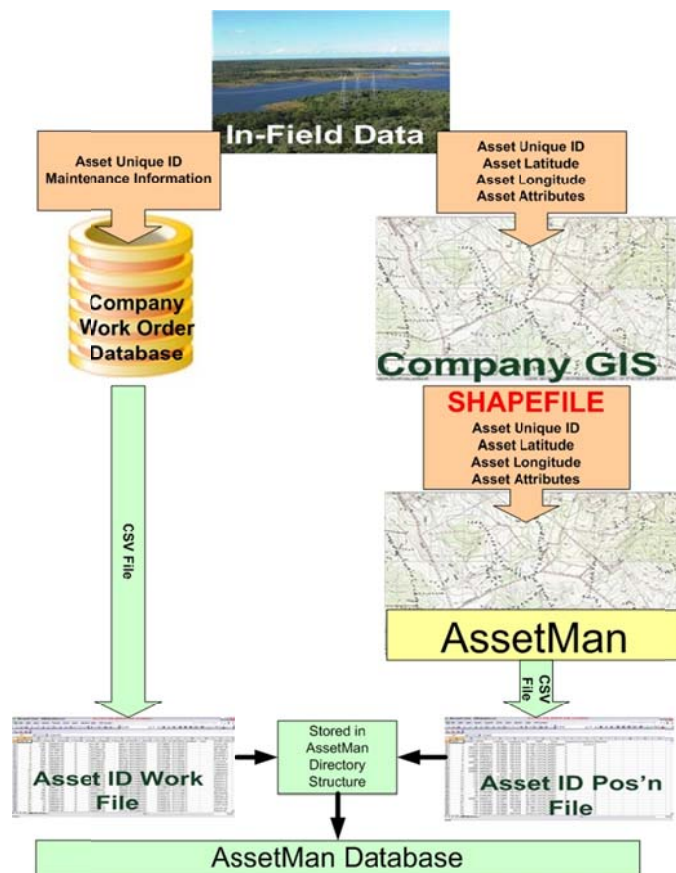 In-Field Data
Asset Unique ID
Maintenance Information
Asset Unique ID
Asset Latitude
Asset Longitude
Asset Attributes
Company
Work Order
Database
Company GIS
SHAPEFILE
Asset Unique ID
Asset Latitude
Asset Longitude
Asset Attributes
CSV File
AssetMan
CSV
File
Asset ID Work
File
Stored in
AssetMan
Directory
Structure
Asset ID Pos'n
File
AssetMan Database